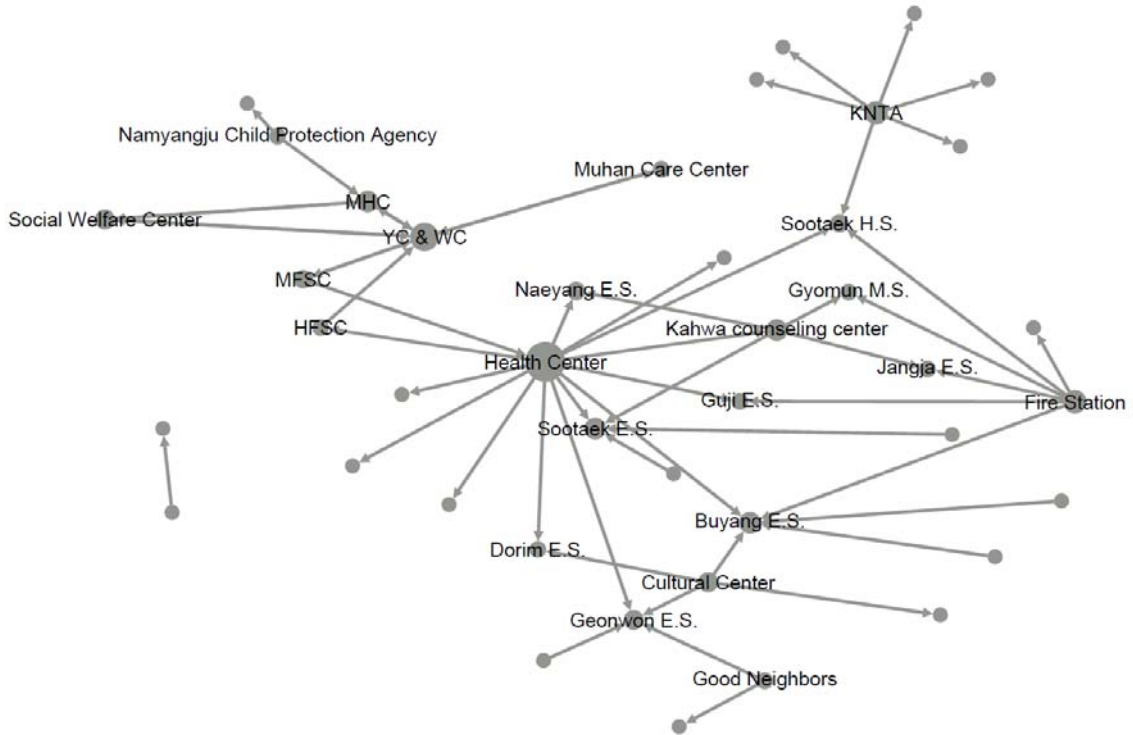 KNTA
Namyangju Child Protection Agency
Muhan Care Center
MHC
Social Welfare Center
Sootaek H.S.
YC & WC
MFSC
Naeyang E.S.
Gyomun M.S.
HFSC
Kahwa counseling center
Health Center
Jangja E.S.
Guji E.S.
Fire Station
Sootaek E.S.
Buyang E.S.
Dorim E.S.
Cultural Center
Geonwon E.S.
Good Neighbors